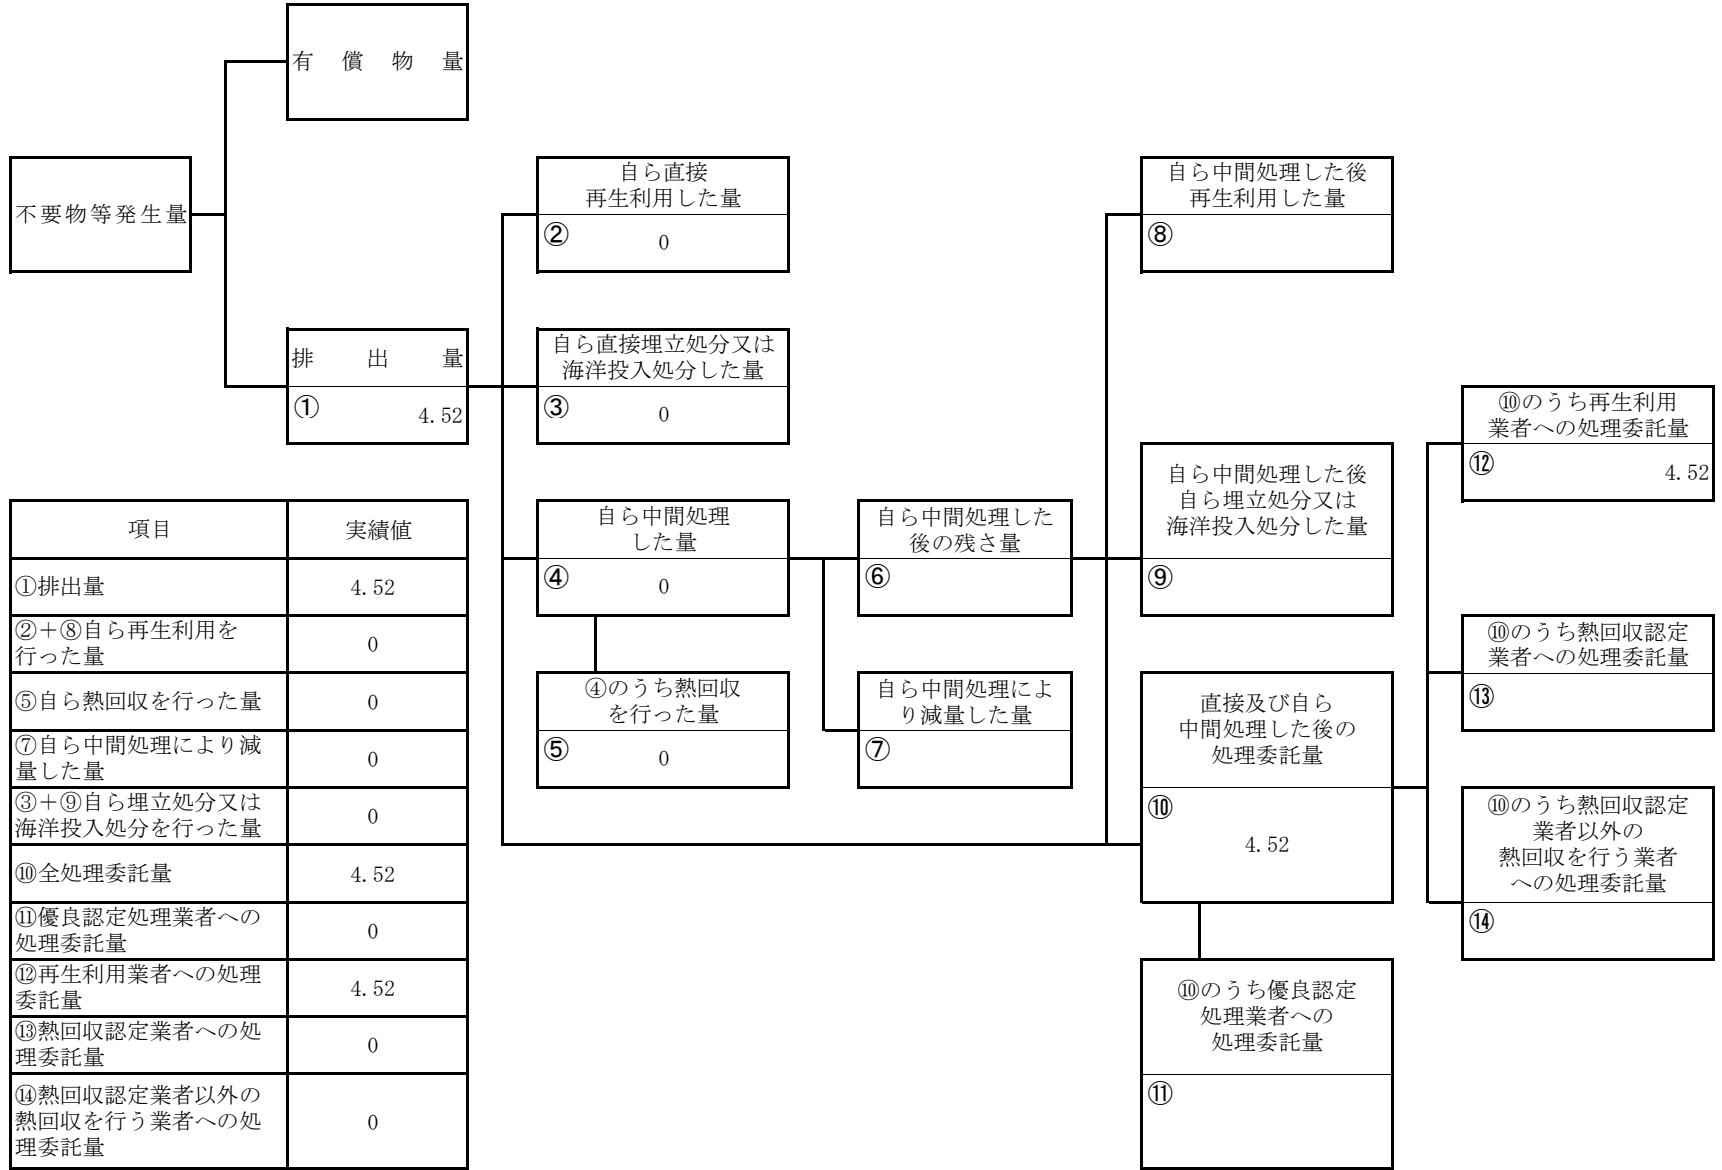 有償物量
不要物等発生量
排出量
①
4.52
自ら直接
再生利用した量
②
0
自ら直接埋立処分又は
海洋投入処分した量
③
0
自ら中間処理
した量
④
0
④のうち熱回収
を行った量
⑤
0
自ら中間処理した
後の残さ量
⑥
自ら中間処理によ
り減量した量
⑦
自ら中間処理した後
再生利用した量
⑧
自ら中間処理した後
自ら埋立処分又は
海洋投入処分した量
⑨
直接及び自ら
中間処理した後の
処理委託量
⑩
4.52
⑩のうち優良認定
処理業者への
処理委託量
⑪
⑩のうち再生利用
業者への処理委託量
⑫
4.52
⑩のうち熱回収認定
業者への処理委託量
⑬
⑩のうち熱回収認定
業者以外の
熱回収を行う業者
への処理委託量
⑭
項目
実績値
①排出量
4.52
②＋⑧自ら再生利用を
行った量
0
⑤自ら熱回収を行った量
0
⑦自ら中間処理により減
量した量
0
③＋⑨自ら埋立処分又は
海洋投入処分を行った量
0
⑩全処理委託量
4.52
⑪優良認定処理業者への
処理委託量
0
⑫再生利用業者への処理
委託量
4.52
⑬熱回収認定業者への処
理委託量
0
⑭熱回収認定業者以外の
熱回収を行う業者への処
理委託量
0